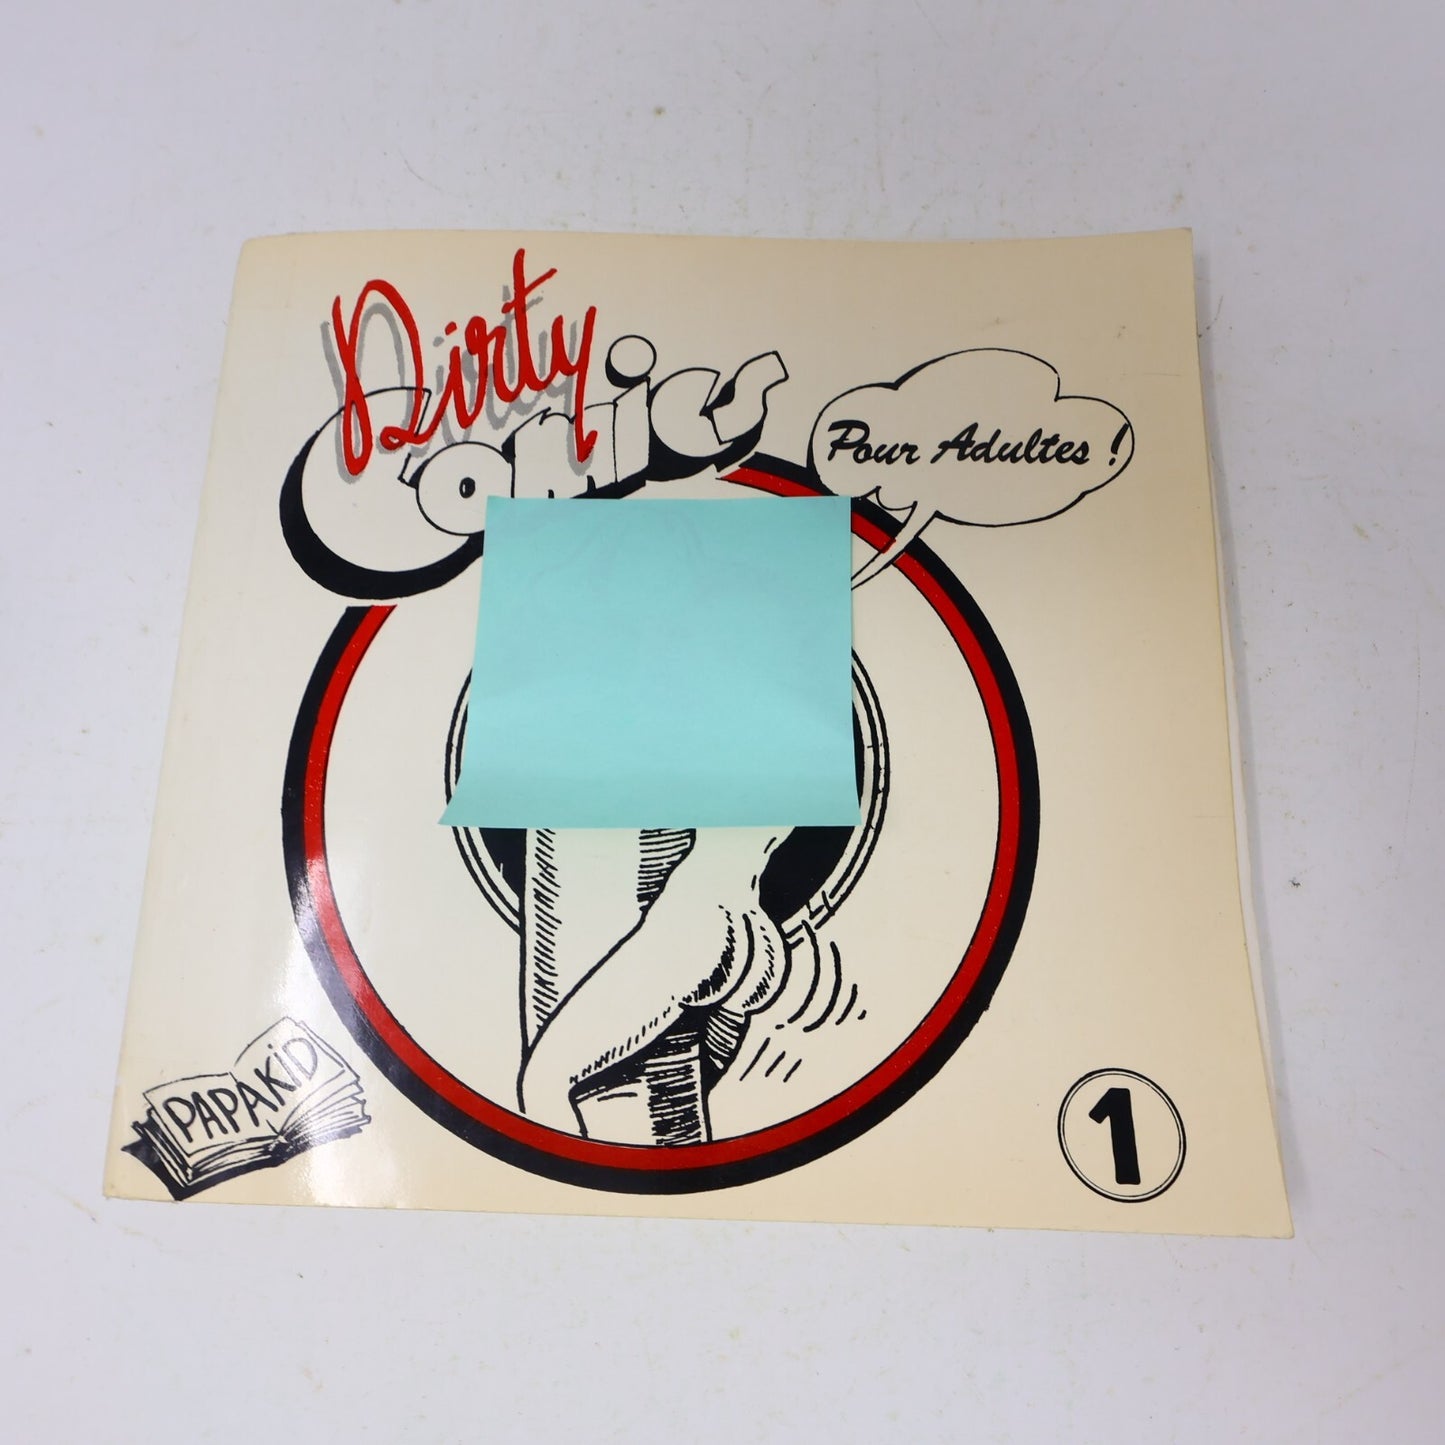 Dirty
Comics
Pour Adultes !
PAPAKiD
1